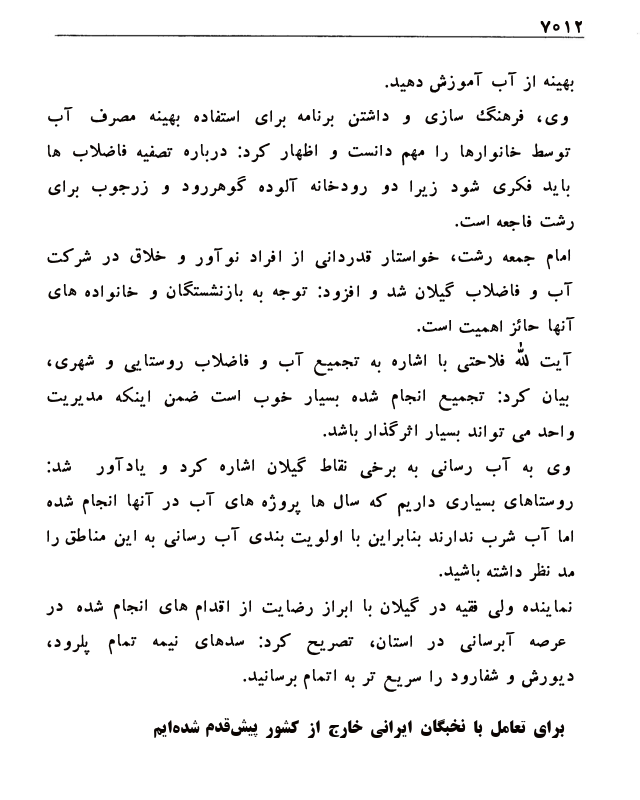 ۷۰۱۲
بهینه از آب آموزش دهید.
وی، فرهنگ سازی و داشتن برنامه برای استفاده بهینه مصرف آب
توسط خانوارها را مهم دانست و اظهار کرد: درباره تصفیه فاضلاب ها
باید فکری شود زیرا دو رودخانه آلوده گوهررود و زرجوب برای
رشت فاجعه است.
امام جمعه رشت، خواستار قدردانی از افراد نوآور و خلاق در شرکت
آب و فاضلاب گیلان شد و افزود: توجه به بازنشستگان و خانواده های
آنها حائز اهمیت است.
آیت لله فلاحتی با اشاره به تجمیع آب و فاضلاب روستایی و شهری،
بیان کرد: تجمیع انجام شده بسیار خوب است ضمن اینکه مدیریت
واحد می تواند بسیار اثرگذار باشد.
وی به آب رسانی به برخی نقاط گیلان اشاره کرد و یادآور شد:
روستاهای بسیاری داریم که سال ها پروژه های آب در آنها انجام شده
اما آب شرب ندارند بنابراین با اولویت بندی آب رسانی به این مناطق را
مد نظر داشته باشید.
نماینده ولی فقیه در گیلان با ابراز رضایت از اقدام های انجام شده در
عرصه آبرسانی در استان، تصریح کرد: سدهای نیمه تمام پلرود،
دیورش و شفارود را سریع تر به اتمام برسانید.
برای تعامل با نخبگان ایرانی خارج از کشور پیش‌قدم شده‌ایم